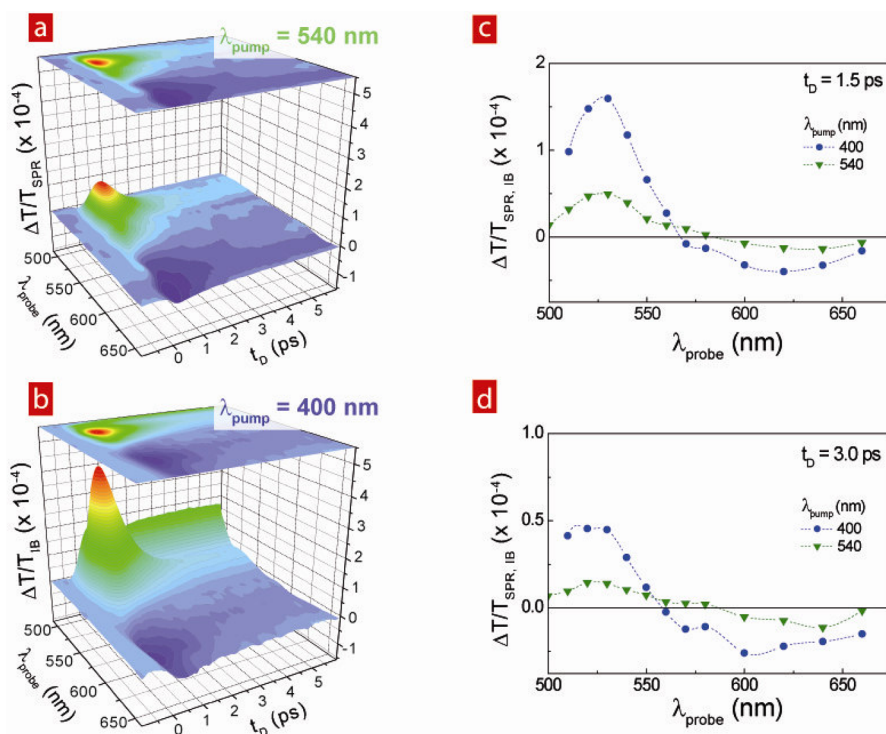 a
λpump = 540 nm
ΔT/TSPR (x 10-4)
5
4
3
2
1
0
-1
500
550
600
650
λprobe (nm)
0 1 2 3 4 5
tD (ps)
b
λpump = 400 nm
ΔT/TIB (x 10-4)
5
4
3
2
1
0
-1
500
550
600
650
λprobe (nm)
0 1 2 3 4 5
tD (ps)
c
tD = 1.5 ps
λpump (nm)
400
540
ΔT/TSPR, IB (x 10-4)
2
1
0
500 550 600 650
λprobe (nm)
d
tD = 3.0 ps
λpump (nm)
400
540
ΔT/TSPR, IB (x 10-4)
1.0
0.5
0.0
500 550 600 650
λprobe (nm)